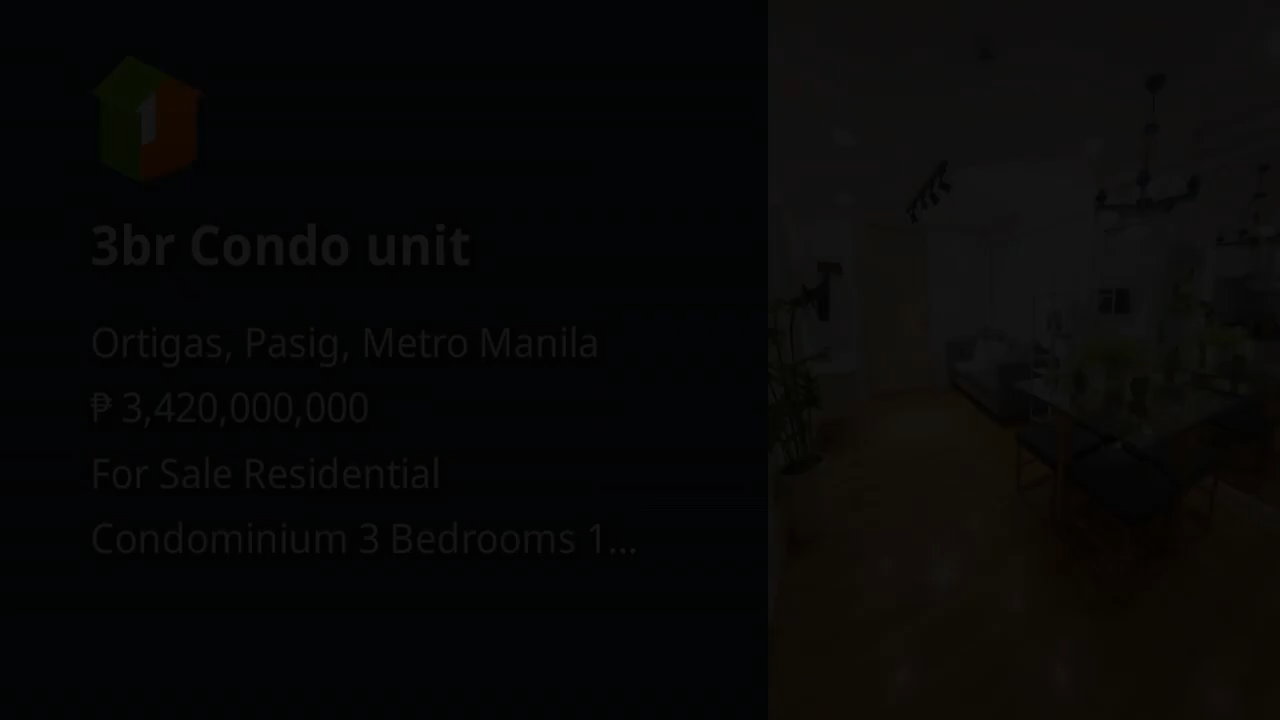 3br Condo unit
Ortigas, Pasig, Metro Manila
₱ 3,420,000,000
For Sale Residential
Condominium 3 Bedrooms 1...